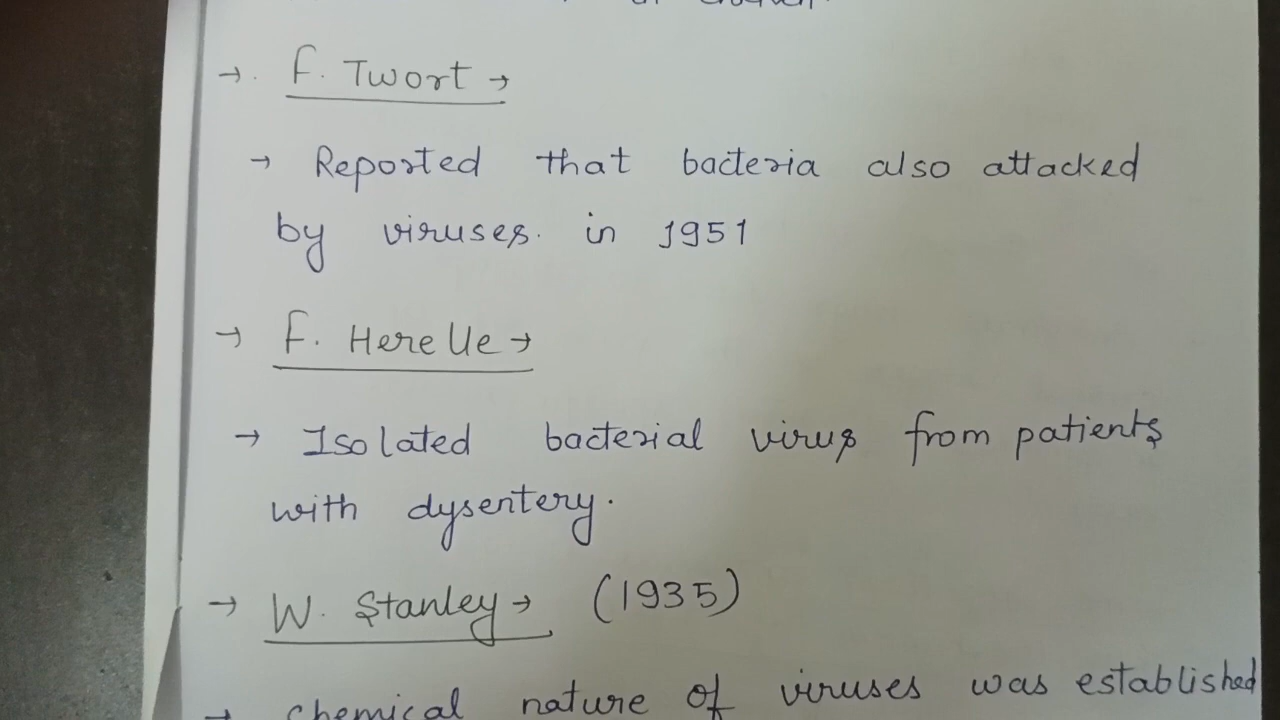 →. F. Twort →
→ Reported that bacteria also attacked
by viruses. in 1951
→ F. Herelle →
→ Isolated bacterial virus from patients
with dysentery.
→ W. Stanley → (1935)
→ chemical nature of viruses was established